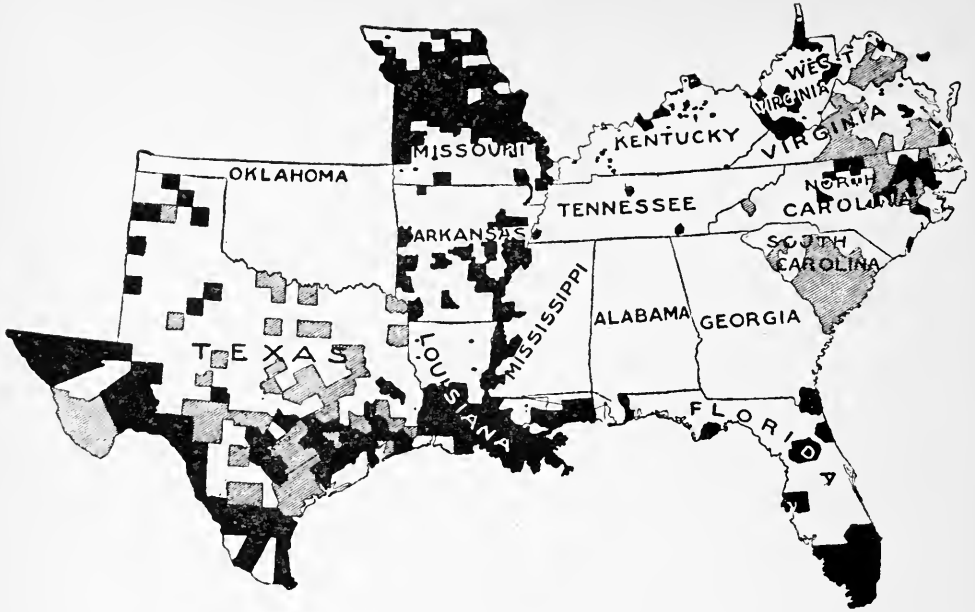 WEST
VIRGINIA
VIRGINIA
KENTUCKY
MISSOURI
OKLAHOMA
NORTH
CAROLINA
TENNESSEE
ARKANSAS
SOUTH
CAROLINA
MISSISSIPPI
ALABAMA
GEORGIA
TEXAS
LOUISIANA
FLORIDA